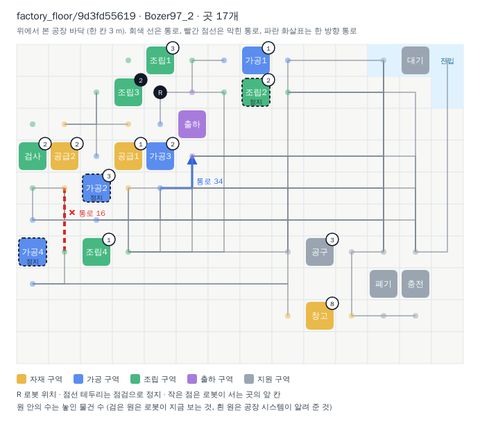 factory_floor/9d3fd55619 · Bozer97_2 · 곳 17개
위에서 본 공장 바닥 (한 칸 3 m). 회색 선은 통로, 빨간 점선은 막힌 통로, 파란 화살표는 한 방향 통로
조립1 3
가공1 2
대기
전립
조립3 2
R
조립2 2
정지
출하
검사 2
공급2 2
공급1 1
가공3 2
가공2 3
정지
통로 34
✕ 통로 16
가공4
정지
조립4 1
공구 3
폐기
충전
창고 8
자재 구역
가공 구역
조립 구역
출하 구역
지원 구역
R 로봇 위치 · 점선 테두리는 점검으로 정지 · 작은 점은 로봇이 서는 곳의 앞 칸
원 안의 수는 놓인 물건 수 (검은 원은 로봇이 지금 보는 것, 흰 원은 공장 시스템이 알려 준 것)